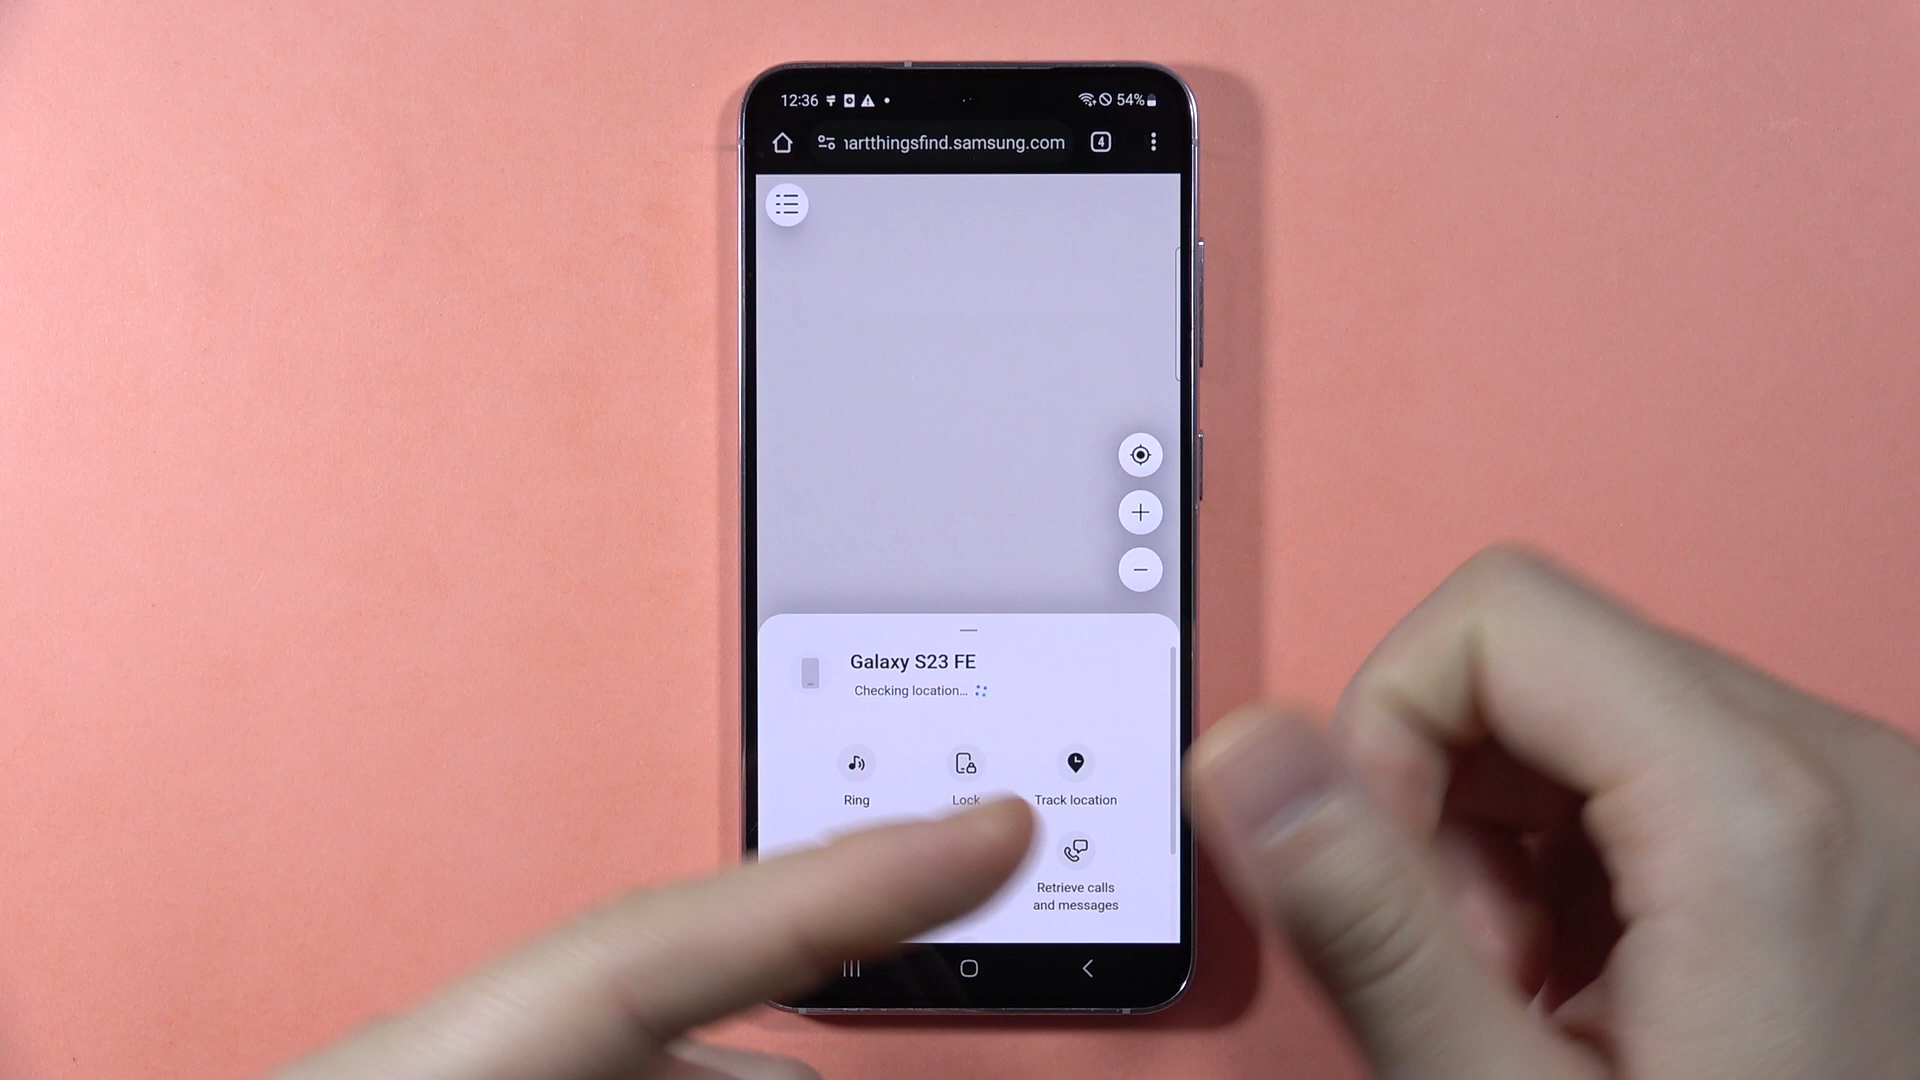 12:36
54%
artthingsfind.samsung.com
4
Galaxy S23 FE
Checking location...
Ring
Lock
Track location
Retrieve calls
and messages